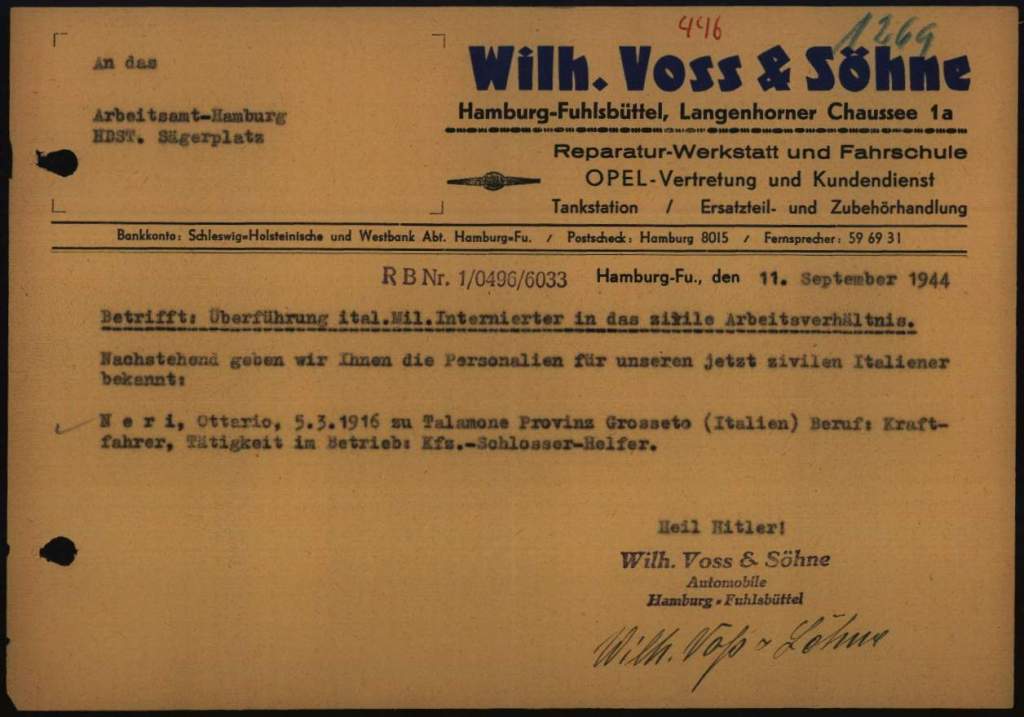 446
1269
An das
Arbeitsamt-Hamburg
HDST. Sägerplatz
Wilh. Voss & Söhne
Hamburg-Fuhlsbüttel, Langenhorner Chaussee 1a
Reparatur-Werkstatt und Fahrschule
OPEL-Vertretung und Kundendienst
Tankstation / Ersatzteil- und Zubehörhandlung
Bankkonto: Schleswig-Holsteinische und Westbank Abt. Hamburg-Fu. / Postscheck: Hamburg 8015 / Fernsprecher: 59 69 31
RB Nr. 1/0496/6033
Hamburg-Fu., den 11. September 1944
Betrifft: Überführung ital.Mil.Internierter in das zivile Arbeitsverhältnis.
Nachstehend geben wir Ihnen die Personalien für unseren jetzt zivilen Italiener
bekannt:
N e r i, Ottario, 5.3.1916 zu Talamone Provinz Grosseto (Italien) Beruf: Kraft-
fahrer, Tätigkeit im Betrieb: Kfz.-Schlosser-Helfer.
Heil Hitler!
Wilh. Voss & Söhne
Automobile
Hamburg-Fuhlsbüttel
Wilh. Voß & Söhne